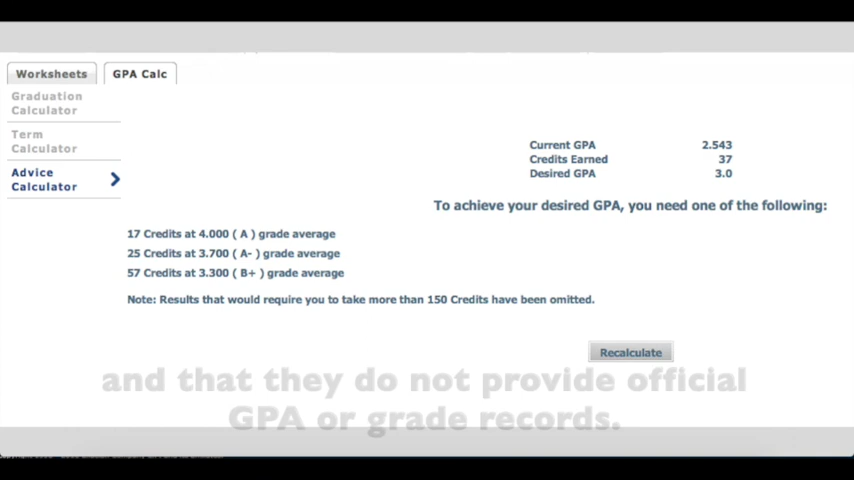 Worksheets
GPA Calc
Graduation
Calculator
Term
Calculator
Advice
Calculator
Current GPA 2.543
Credits Earned 37
Desired GPA 3.0
To achieve your desired GPA, you need one of the following:
17 Credits at 4.000 ( A ) grade average
25 Credits at 3.700 ( A- ) grade average
57 Credits at 3.300 ( B+ ) grade average
Note: Results that would require you to take more than 150 Credits have been omitted.
Recalculate
and that they do not provide official
GPA or grade records.